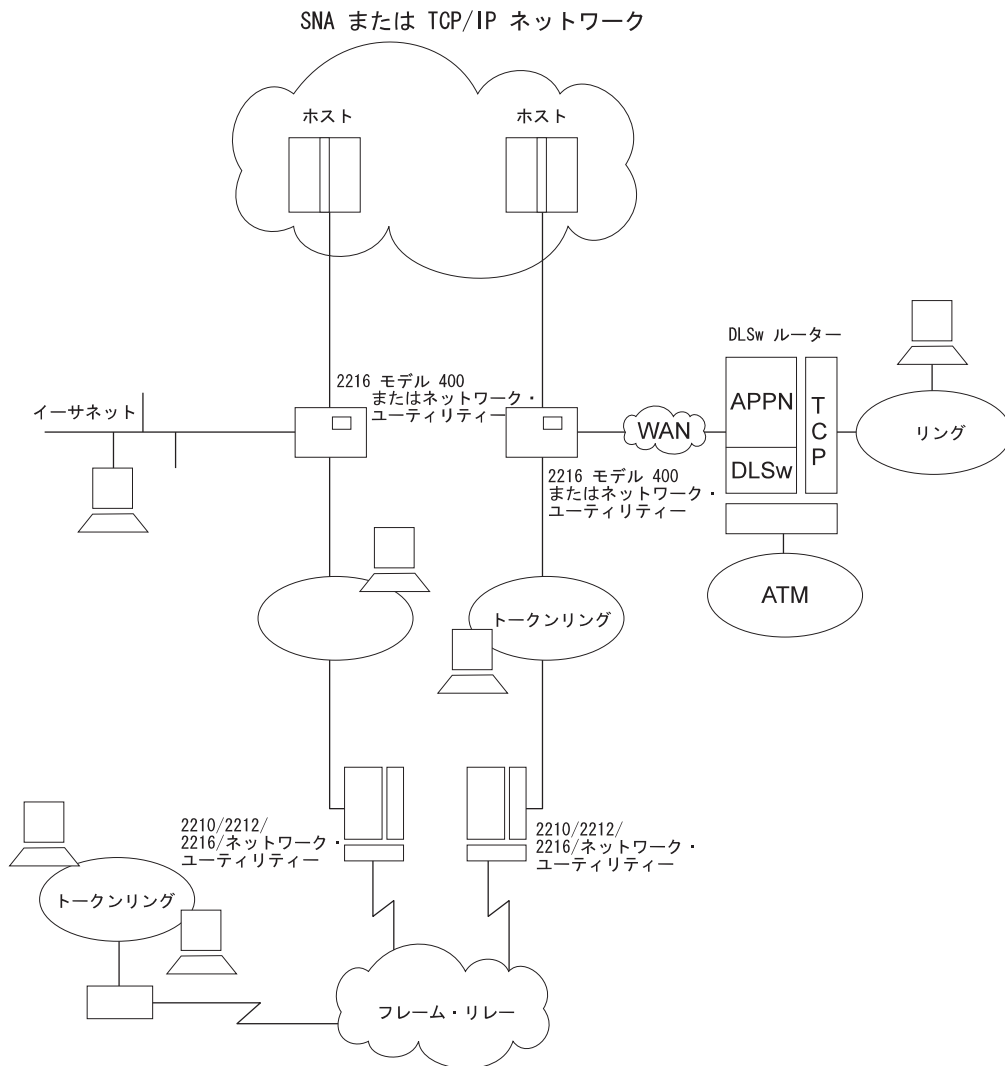 SNA または TCP/IP ネットワーク
ホスト
ホスト
DLSw ルーター
2216 モデル 400
またはネットワーク・
ユーティリティー
イーサネット
APPN
TCP
WAN
リング
DLSw
2216 モデル 400
またはネットワーク・
ユーティリティー
ATM
トークンリング
2210/2212/
2216/ネットワーク・
ユーティリティー
2210/2212/
2216/ネットワーク・
ユーティリティー
トークンリング
フレーム・リレー